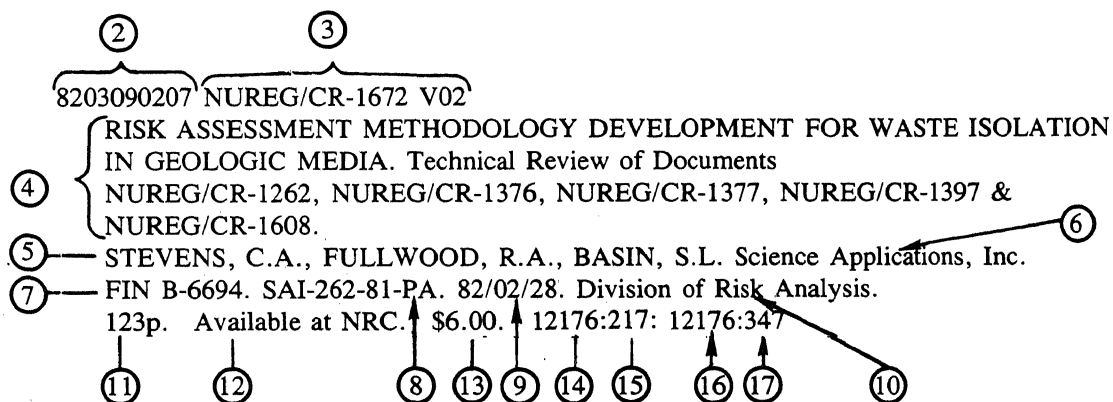 ② ③
8203090207 NUREG/CR-1672 V02
RISK ASSESSMENT METHODOLOGY DEVELOPMENT FOR WASTE ISOLATION
IN GEOLOGIC MEDIA. Technical Review of Documents
④ NUREG/CR-1262, NUREG/CR-1376, NUREG/CR-1377, NUREG/CR-1397 &
NUREG/CR-1608.
⑥
⑤ STEVENS, C.A., FULLWOOD, R.A., BASIN, S.L. Science Applications, Inc.
⑦ FIN B-6694. SAI-262-81-PA. 82/02/28. Division of Risk Analysis.
123p. Available at NRC. $6.00. 12176:217: 12176:347
⑪ ⑫ ⑧ ⑬ ⑨ ⑭ ⑮ ⑯ ⑰ ⑩